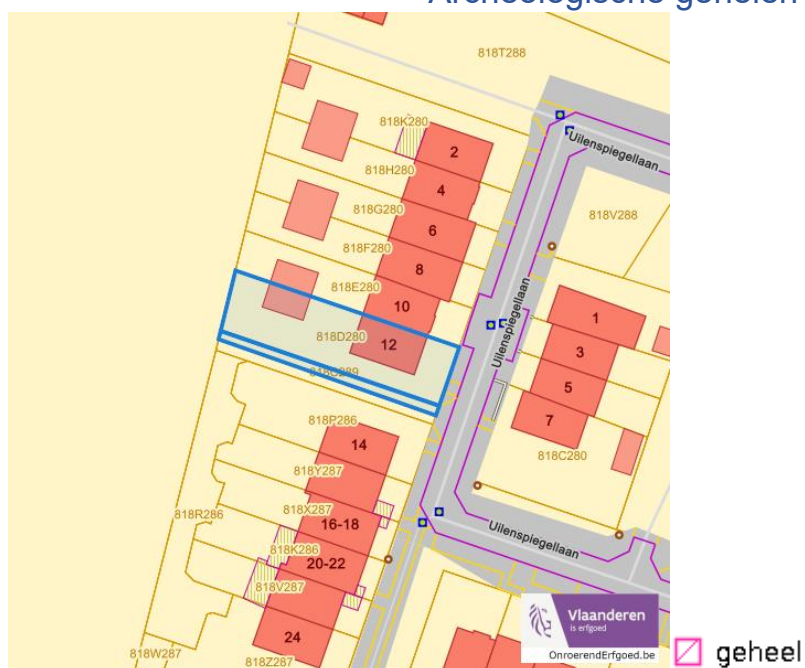 Archeologische gehelen
818T288
818K280
2
Uilenspiegellaan
818H280
4
818G280
6
818V288
818F280
8
818E280
10
1
818D280
12
Uilenspiegellaan
3
5
7
818P286
14
818C280
818Y287
818R286
818X287
16-18
Uilenspiegellaan
818K286
20-22
818V287
24
818W287
818Z287
Vlaanderen
is erfgoed
OnroerendErfgoed.be
geheel